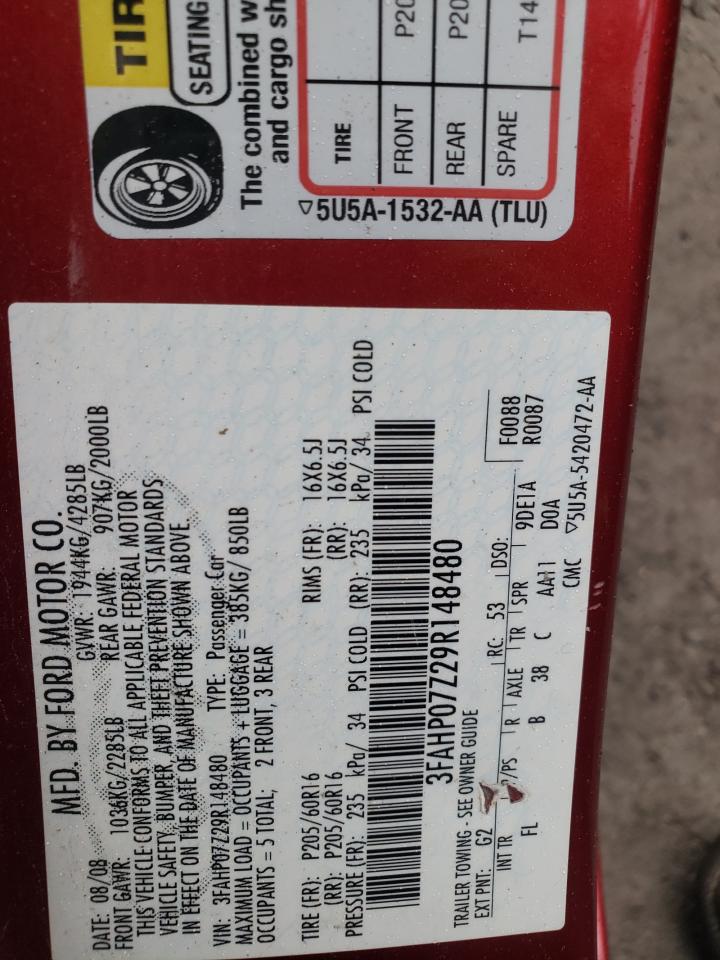 TIR
SEATING
The combined w
and cargo sh
TIRE
FRONT P20
REAR P20
SPARE T14
▽5U5A-1532-AA (TLU)
MFD. BY FORD MOTOR CO.
DATE: 08/08 GVWR: 1944KG/4285LB
FRONT GAWR: 1036KG/2285LB REAR GAWR: 907KG/2000LB
THIS VEHICLE CONFORMS TO ALL APPLICABLE FEDERAL MOTOR
VEHICLE SAFETY, BUMPER, AND THEFT PREVENTION STANDARDS
IN EFFECT ON THE DATE OF MANUFACTURE SHOWN ABOVE.
VIN: 3FAHP07Z29R148480 TYPE: Passenger Car
MAXIMUM LOAD = OCCUPANTS + LUGGAGE = 385KG/ 850LB
OCCUPANTS = 5 TOTAL; 2 FRONT, 3 REAR
TIRE (FR): P205/60R16 RIMS (FR): 16X6.5J
(RR): P205/60R16 (RR): 16X6.5J
PRESSURE (FR): 235 kPa/ 34 PSI COLD (RR): 235 kPa/ 34 PSI COLD
3FAHP07Z29R148480
TRAILER TOWING - SEE OWNER GUIDE
EXT PNT: G2 RC: 53 DSO: F0088
R0087
INT TR /PS R AXLE TR SPR 9DE1A
FL B 38 C AA11 D0A
CMC ▽5U5A-5420472-AA